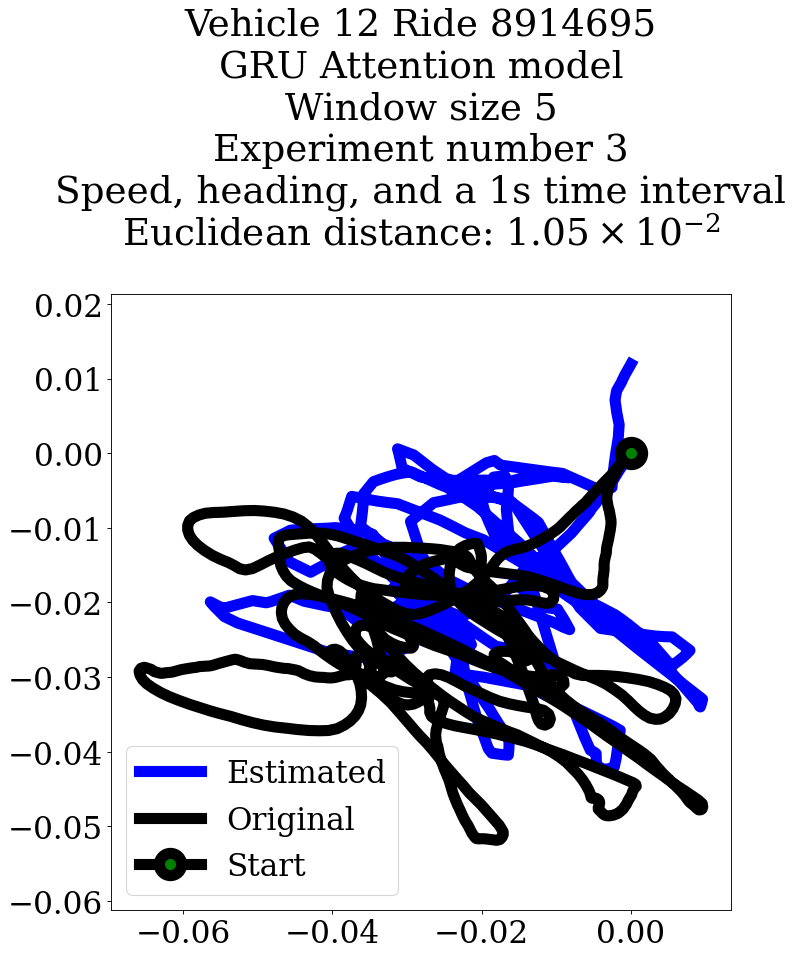 Vehicle 12 Ride 8914695
GRU Attention model
Window size 5
Experiment number 3
Speed, heading, and a 1s time interval
Euclidean distance: 1.05 × 10⁻²
0.02
0.01
0.00
−0.01
−0.02
−0.03
−0.04
−0.05
−0.06
Estimated
Original
Start
−0.06 −0.04 −0.02 0.00